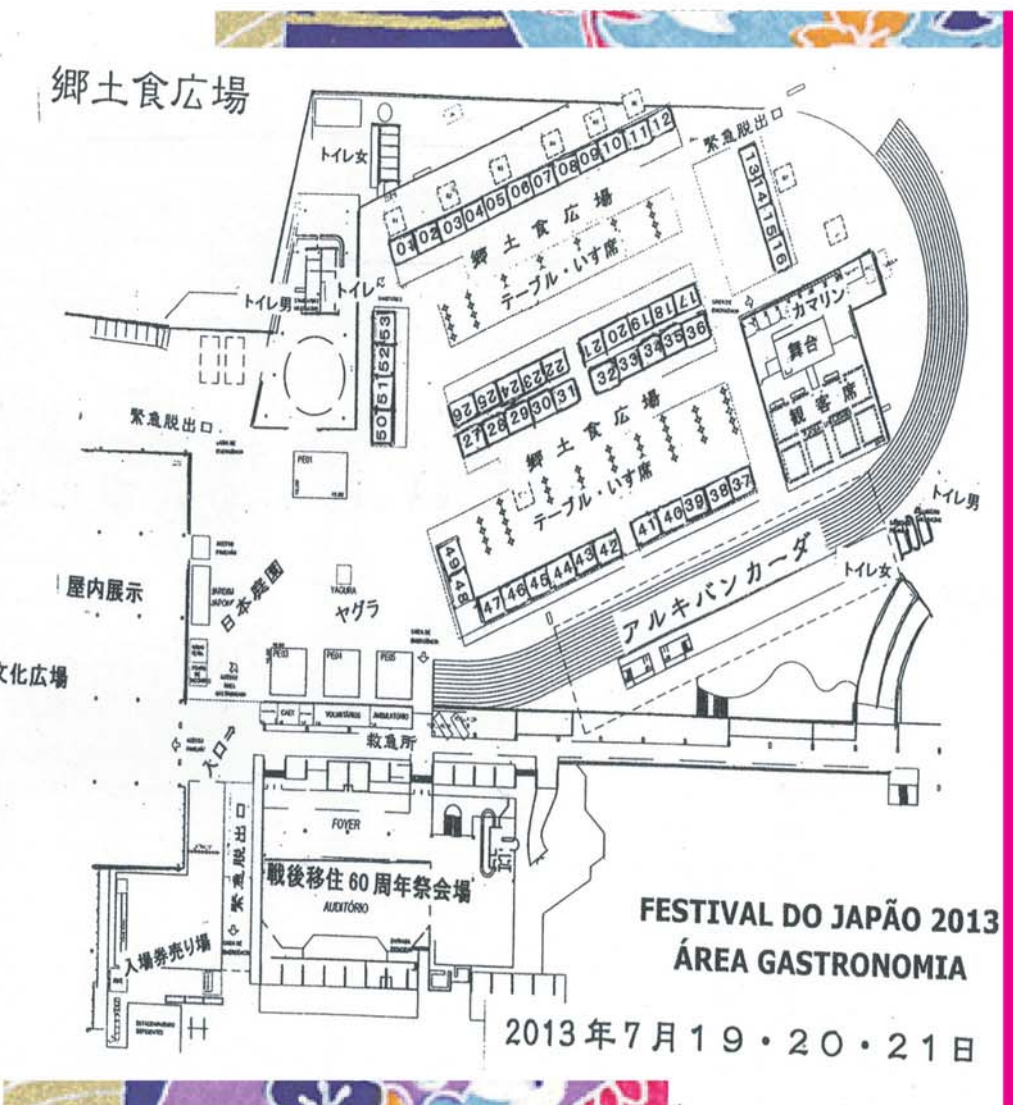 郷土食広場
トイレ女
緊急脱出口
01 02 03 04 05 06 07 08 09 10 11 12
13 14 15 16
郷土食広場
テーブル・いす席
トイレ男
トイレ
カマリン
舞台
観客席
53
52
51
50
21 20 19 18 17
26 25 24 23 22
27 28 29 30 31
32 33 34 35 36
郷土食広場
テーブル・いす席
緊急脱出口
PE01
49
48
47 46 45 44 43 42
41 40 39 38 37
トイレ男
トイレ女
アルキバンカーダ
屋内展示
日本庭園
YAGURA
ヤグラ
文化広場
PE03
PE04
PE05
CAET
VOLUNTÁRIOS
AMBULATÓRIO
救急所
入口
緊急脱出口
FOYER
戦後移住60周年祭会場
AUDITÓRIO
入場券売り場
FESTIVAL DO JAPÃO 2013
ÁREA GASTRONOMIA
2013年7月19・20・21日